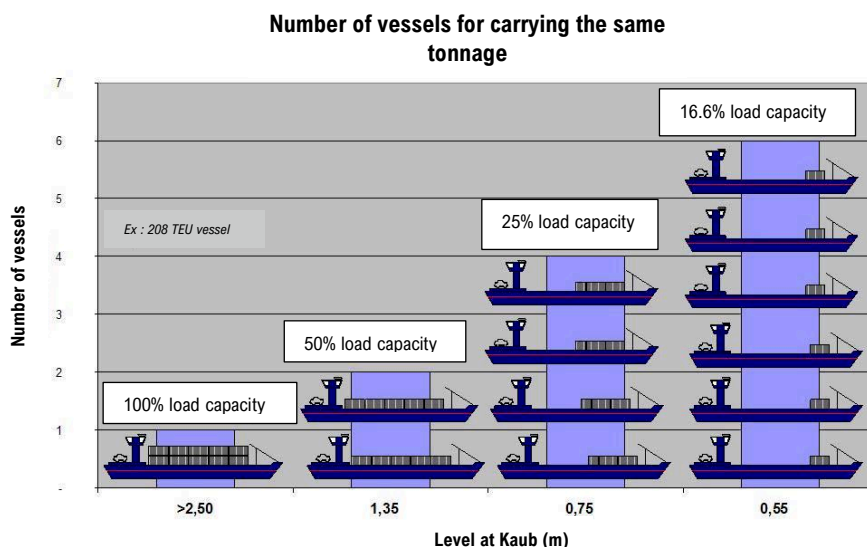 Number of vessels for carrying the same
tonnage
7
6
5
4
3
2
1
-
Number of vessels
16.6% load capacity
25% load capacity
Ex : 208 TEU vessel
50% load capacity
100% load capacity
>2,50
1,35
0,75
0,55
Level at Kaub (m)